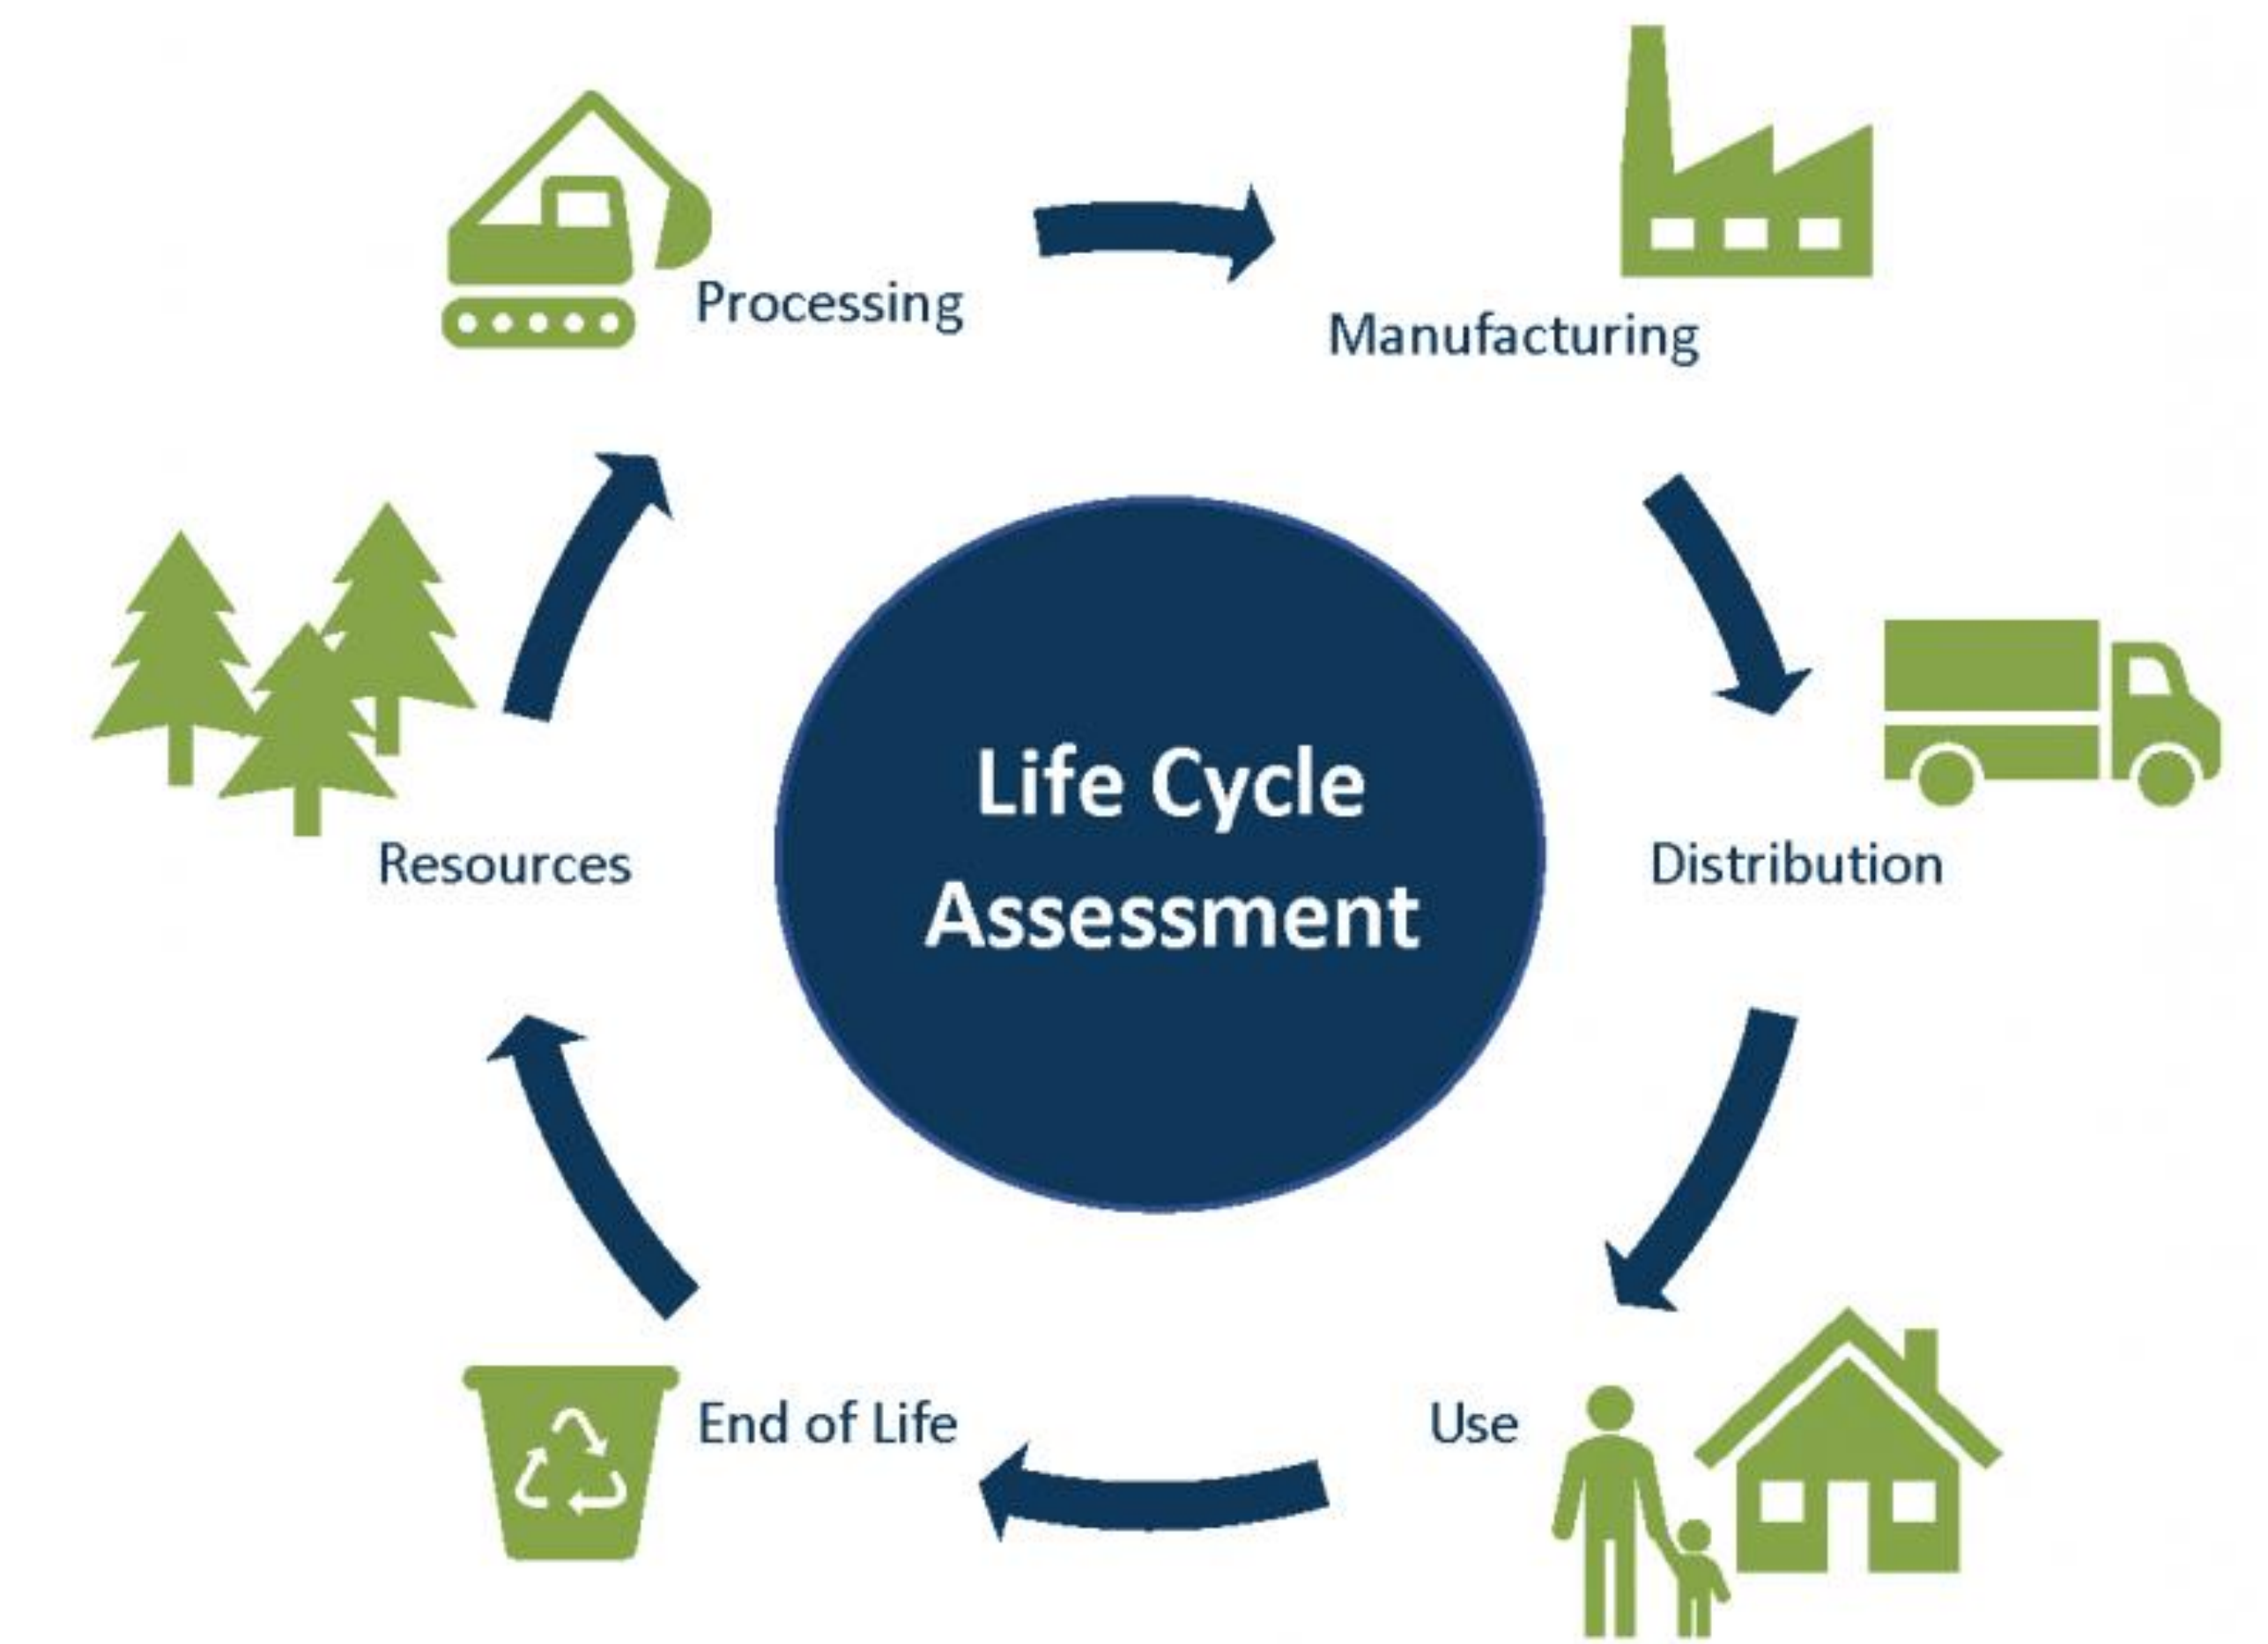 Processing
Manufacturing
Life Cycle
Assessment
Resources
Distribution
End of Life
Use